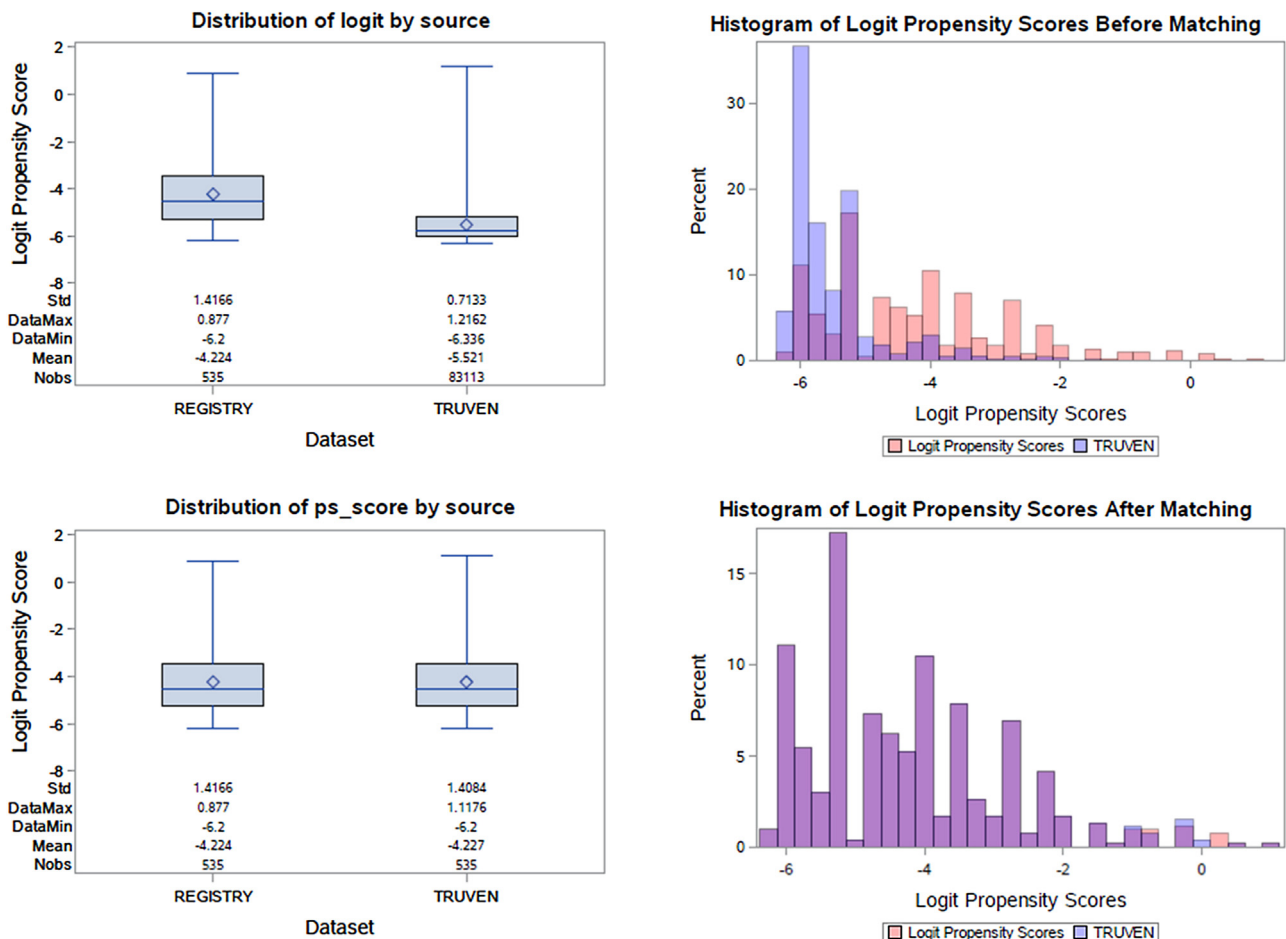 Distribution of logit by source
Logit Propensity Score
2
0
-2
-4
-6
-8
Std 1.4166 0.7133
DataMax 0.877 1.2162
DataMin -6.2 -6.336
Mean -4.224 -5.521
Nobs 535 83113
REGISTRY TRUVEN
Dataset
Histogram of Logit Propensity Scores Before Matching
Percent
30
20
10
0
-6 -4 -2 0
Logit Propensity Scores
Logit Propensity Scores TRUVEN
Distribution of ps_score by source
Logit Propensity Score
2
0
-2
-4
-6
-8
Std 1.4166 1.4084
DataMax 0.877 1.1176
DataMin -6.2 -6.2
Mean -4.224 -4.227
Nobs 535 535
REGISTRY TRUVEN
Dataset
Histogram of Logit Propensity Scores After Matching
Percent
15
10
5
0
-6 -4 -2 0
Logit Propensity Scores
Logit Propensity Scores TRUVEN